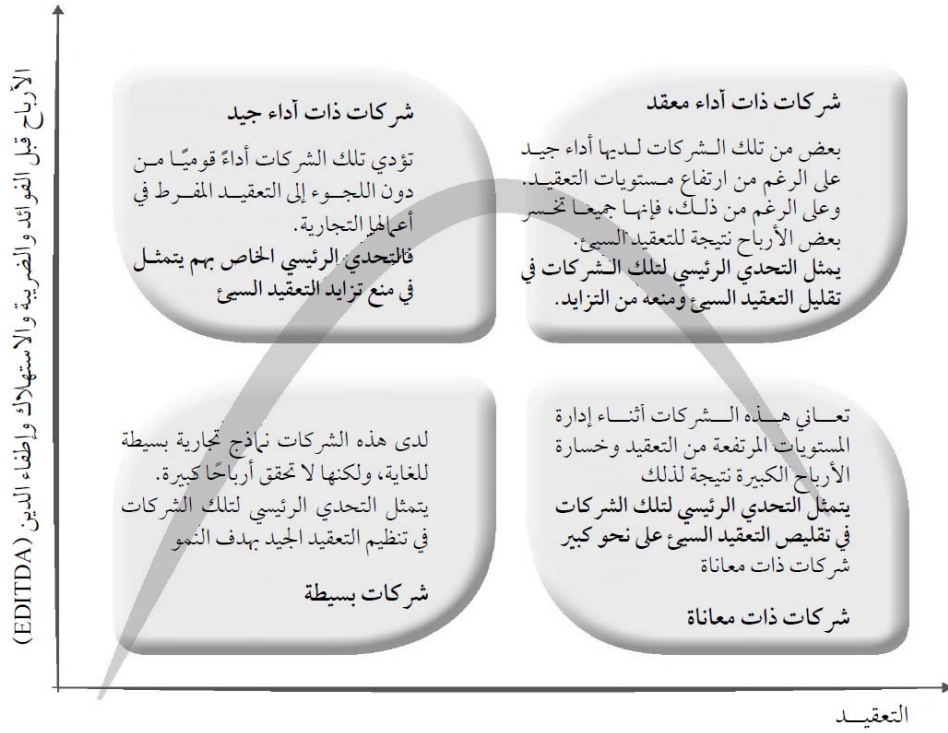 شركات ذات آداء معقد
بعض من تلك الشركات لديها أداء جيد
على الرغم من ارتفاع مستويات التعقيد.
وعلى الرغم من ذلك، فإنها جميعا تخسر
بعض الأرباح نتيجة للتعقيد السيئ.
يمثل التحدي الرئيسي لتلك الشركات في
تقليل التعقيد السيئ ومنعه من التزايد.
شركات ذات آداء جيد
تؤدي تلك الشركات أداءً قوميًا من
دون اللجوء إلى التعقيد المفرط في
أعمالها التجارية.
فالتحدي الرئيسي الخاص بهم يتمثل
في منع تزايد التعقيد السيئ
تعاني هذه الشركات أثناء إدارة
المستويات المرتفعة من التعقيد وخسارة
الأرباح الكبيرة نتيجة لذلك
يتمثل التحدي الرئيسي لتلك الشركات
في تقليص التعقيد السيئ على نحو كبير
شركات ذات معاناة
شركات ذات معاناة
لدى هذه الشركات نماذج تجارية بسيطة
للغاية، ولكنها لا تحقق أرباحًا كبيرة.
يتمثل التحدي الرئيسي لتلك الشركات
في تنظيم التعقيد الجيد بهدف النمو
شركات بسيطة
الأرباح قبل الفوائد والضريبة والاستهلاك وإطفاء الدين (EDITDA)
التعقيـد